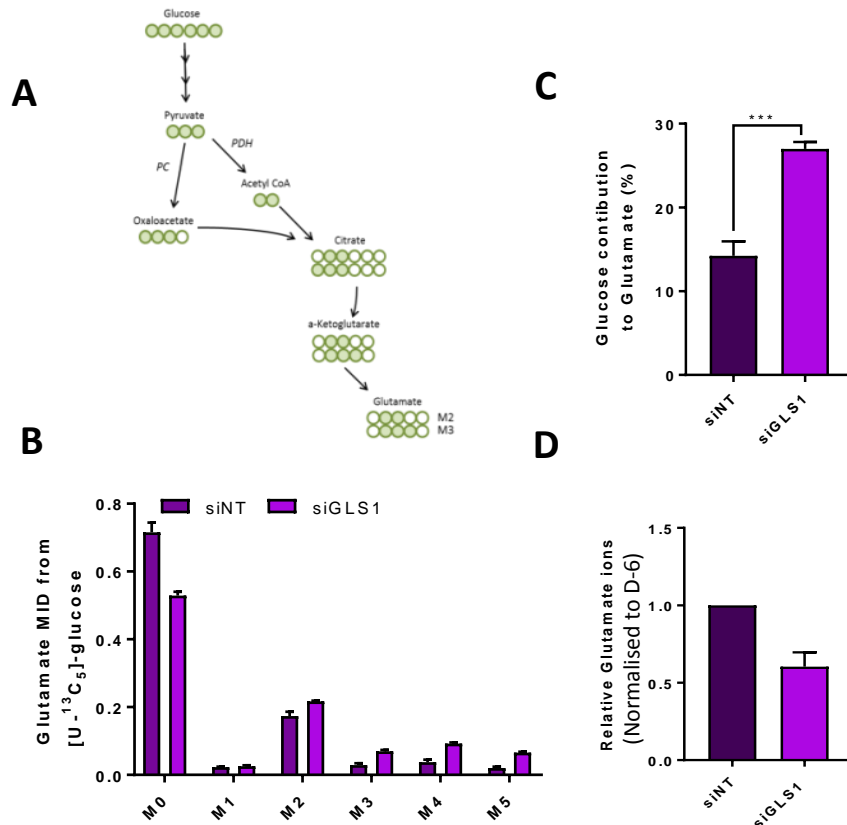 A
Glucose
Pyruvate
PC
PDH
Acetyl CoA
Oxaloacetate
Citrate
a-Ketoglutarate
Glutamate
M2
M3
B
Glutamate MID from
[U-¹³C₅]-glucose
siNT
siGLS1
0.8
0.6
0.4
0.2
0.0
M0
M1
M2
M3
M4
M5
C
Glucose contibution
to Glutamate (%)
30
20
10
0
***
siNT
siGLS1
D
Relative Glutamate ions
(Normalised to D-6)
1.5
1.0
0.5
0.0
siNT
siGLS1